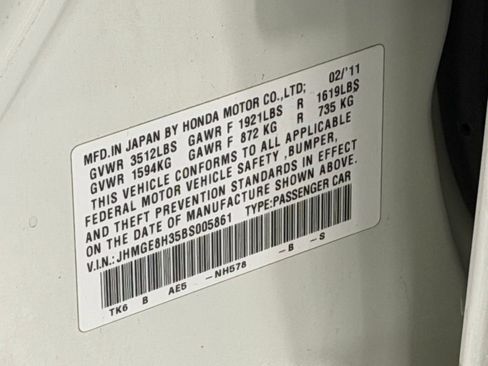 MFD.IN JAPAN BY HONDA MOTOR CO.,LTD; 02/'11
GVWR 3512LBS GAWR F 1921LBS R 1619LBS
GVWR 1594KG GAWR F 872 KG R 735 KG
THIS VEHICLE CONFORMS TO ALL APPLICABLE
FEDERAL MOTOR VEHICLE SAFETY ,BUMPER,
AND THEFT PREVENTION STANDARDS IN EFFECT
ON THE DATE OF MANUFACTURE SHOWN ABOVE.
V.I.N.:JHMGE8H35BS005861 TYPE:PASSENGER CAR
TK6 B AE5 -NH578 -B -S